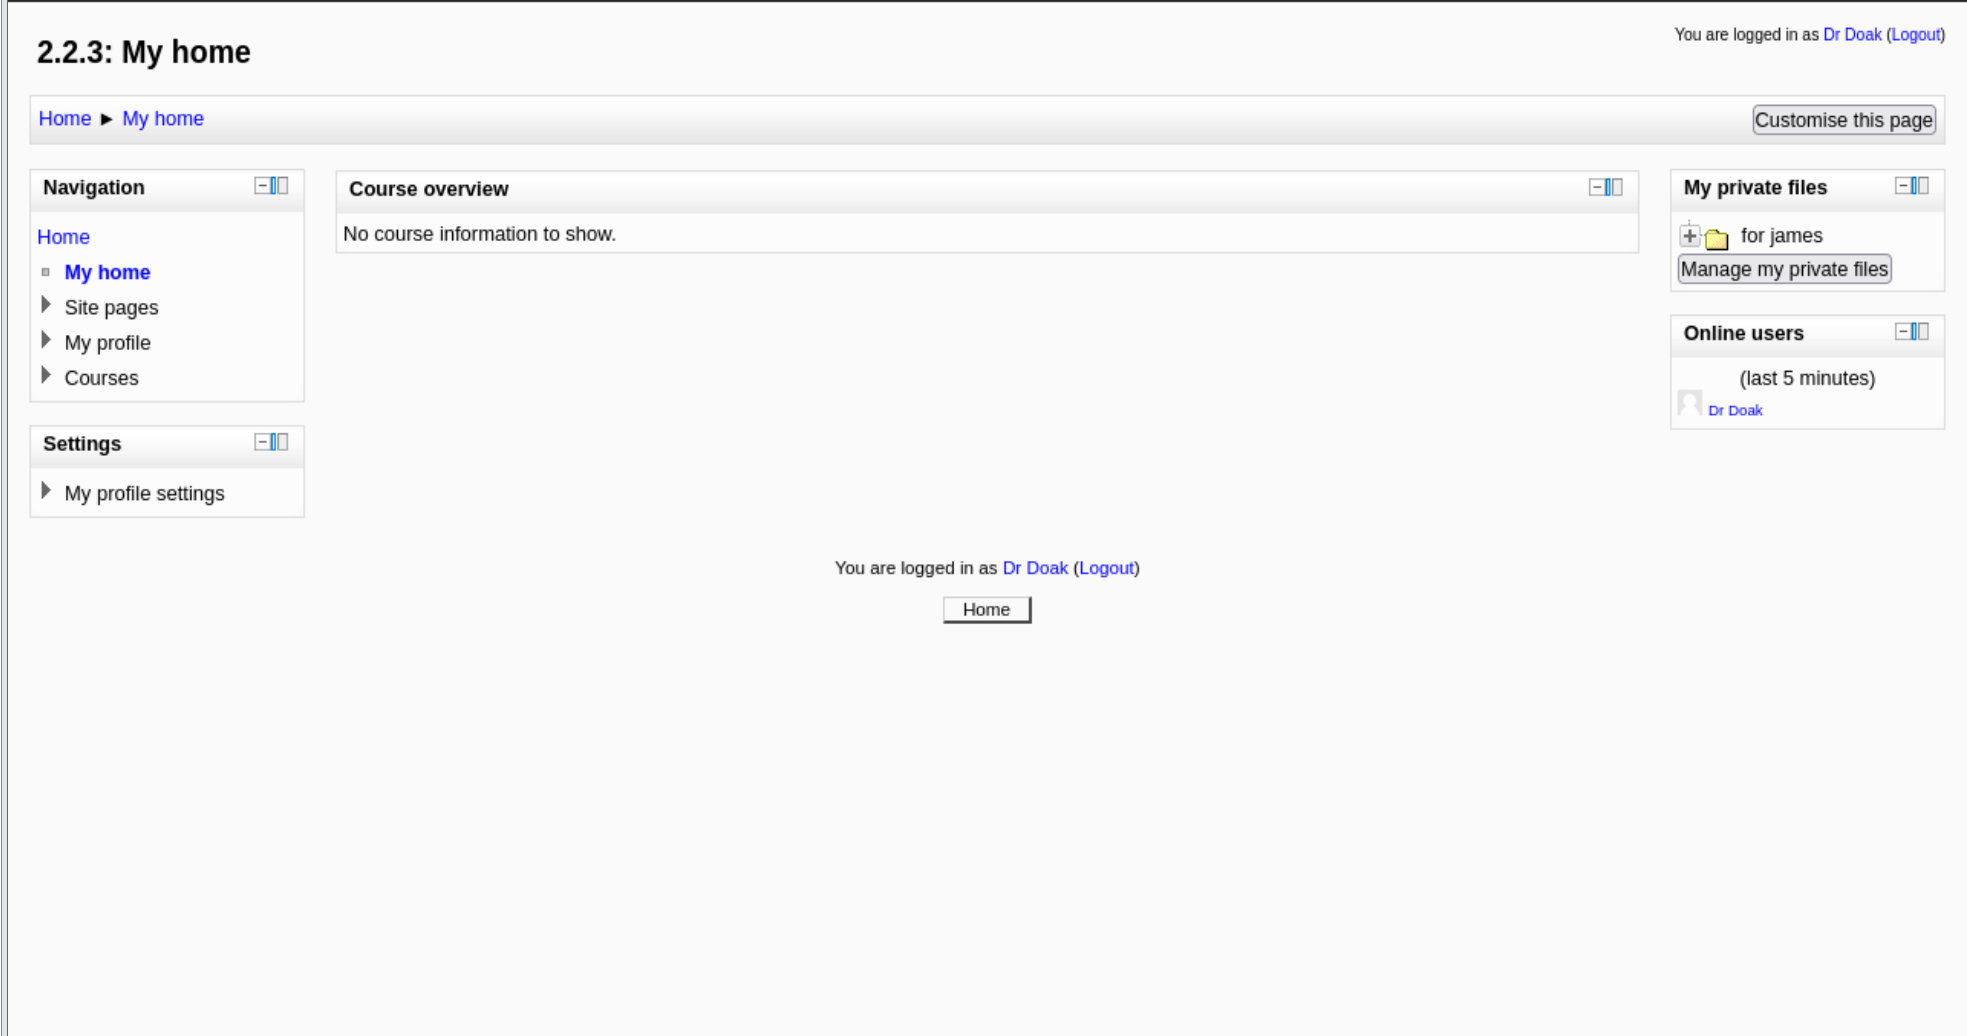 2.2.3: My home
You are logged in as Dr Doak (Logout)
Home ► My home
Customise this page
Navigation
Home
My home
Site pages
My profile
Courses
Settings
My profile settings
Course overview
No course information to show.
My private files
for james
Manage my private files
Online users
(last 5 minutes)
Dr Doak
You are logged in as Dr Doak (Logout)
Home